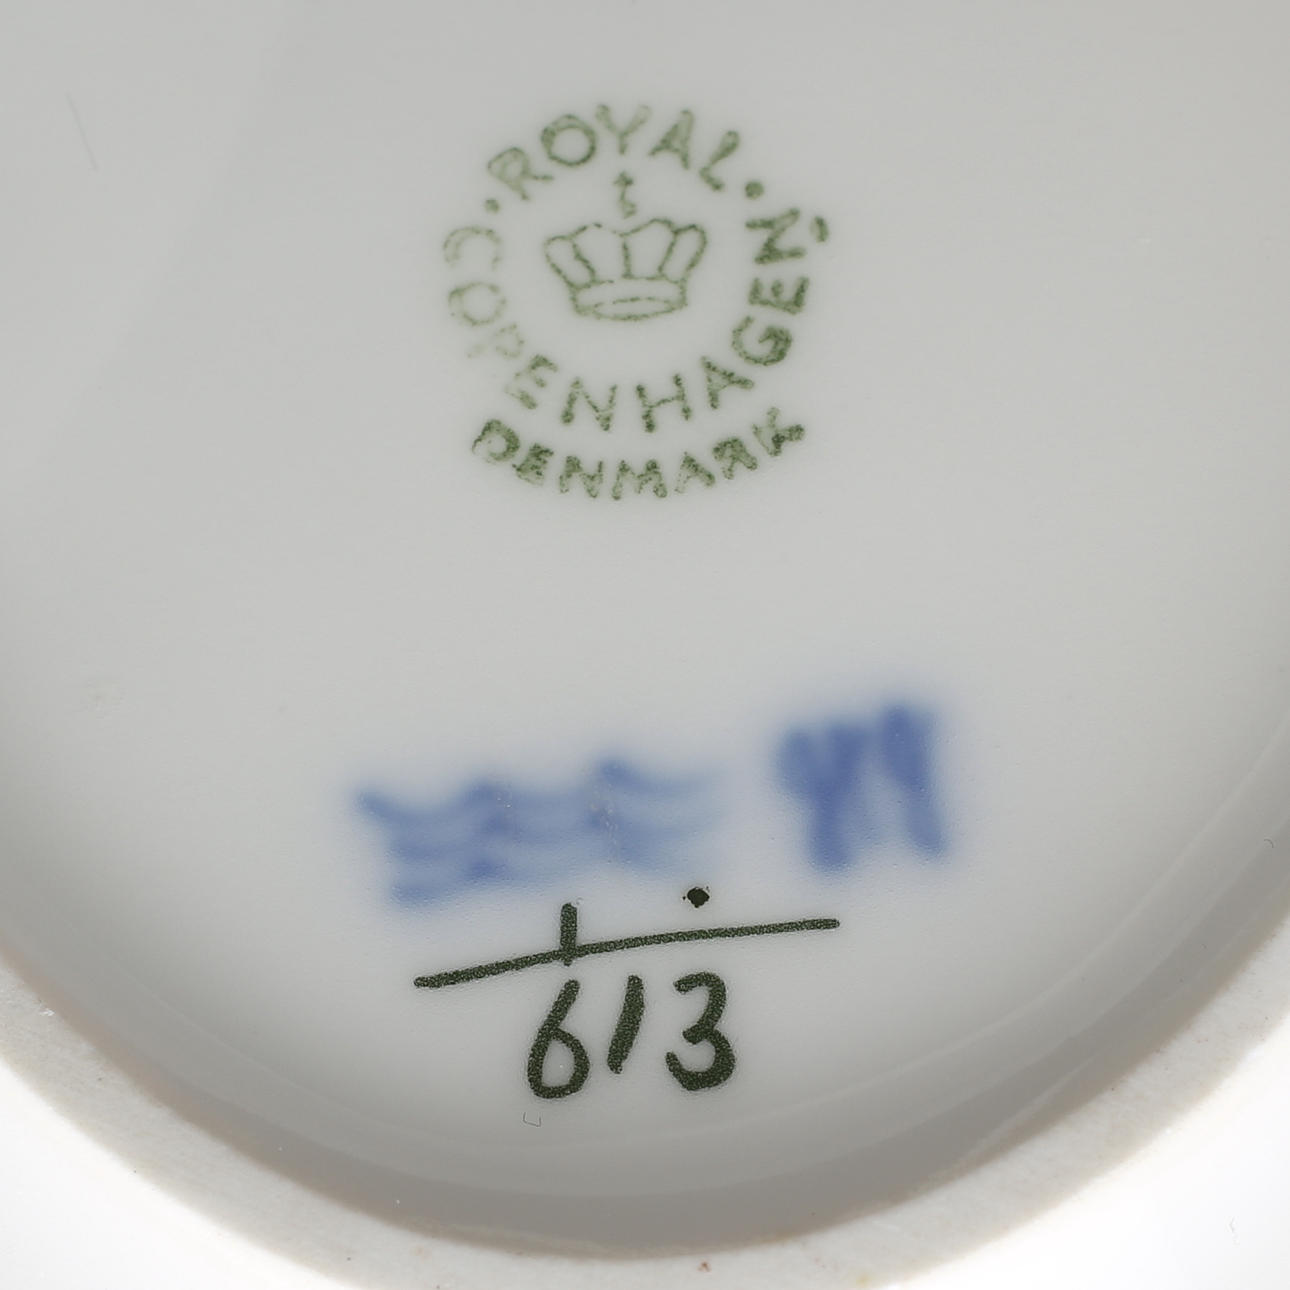 ROYAL
COPENHAGEN
DENMARK
613